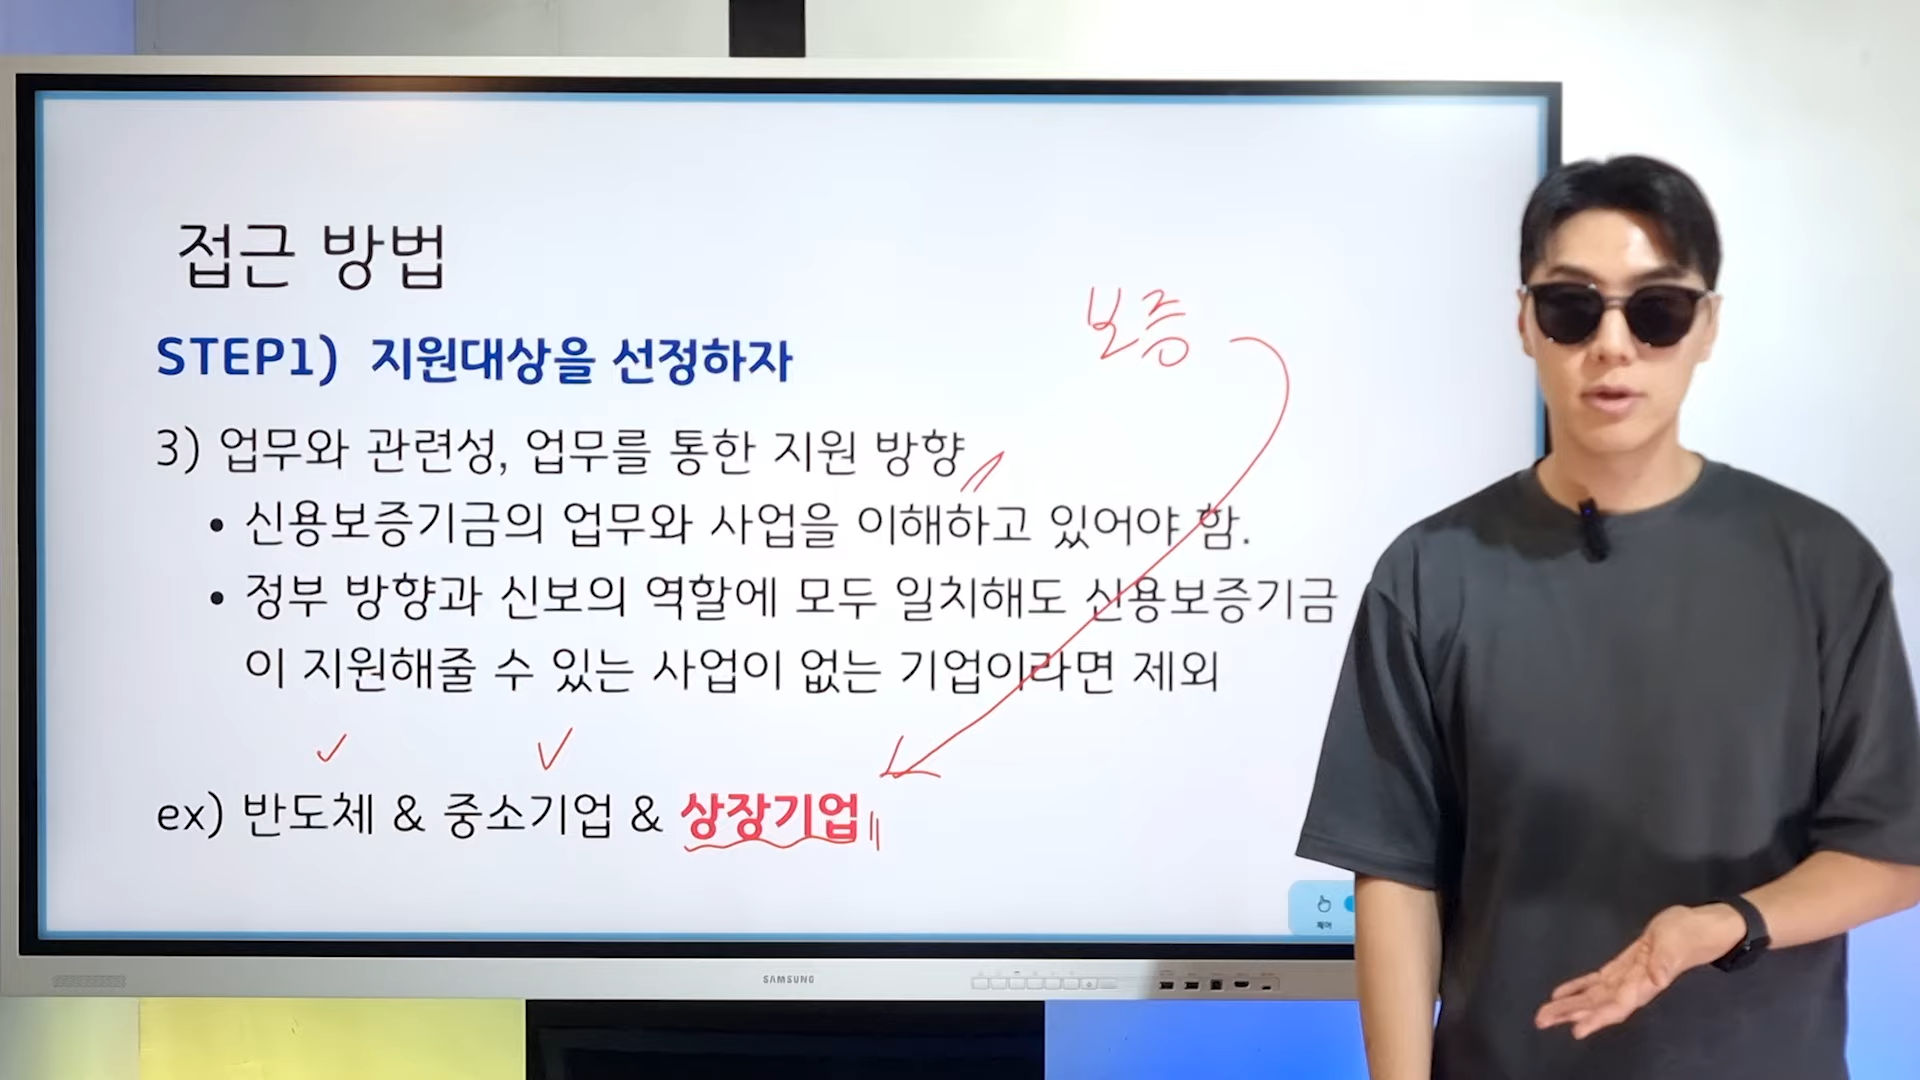 접근 방법
보증
STEP1) 지원대상을 선정하자
3) 업무와 관련성, 업무를 통한 지원 방향
• 신용보증기금의 업무와 사업을 이해하고 있어야 함.
• 정부 방향과 신보의 역할에 모두 일치해도 신용보증기금
이 지원해줄 수 있는 사업이 없는 기업이라면 제외
ex) 반도체 & 중소기업 & 상장기업
제어
SAMSUNG